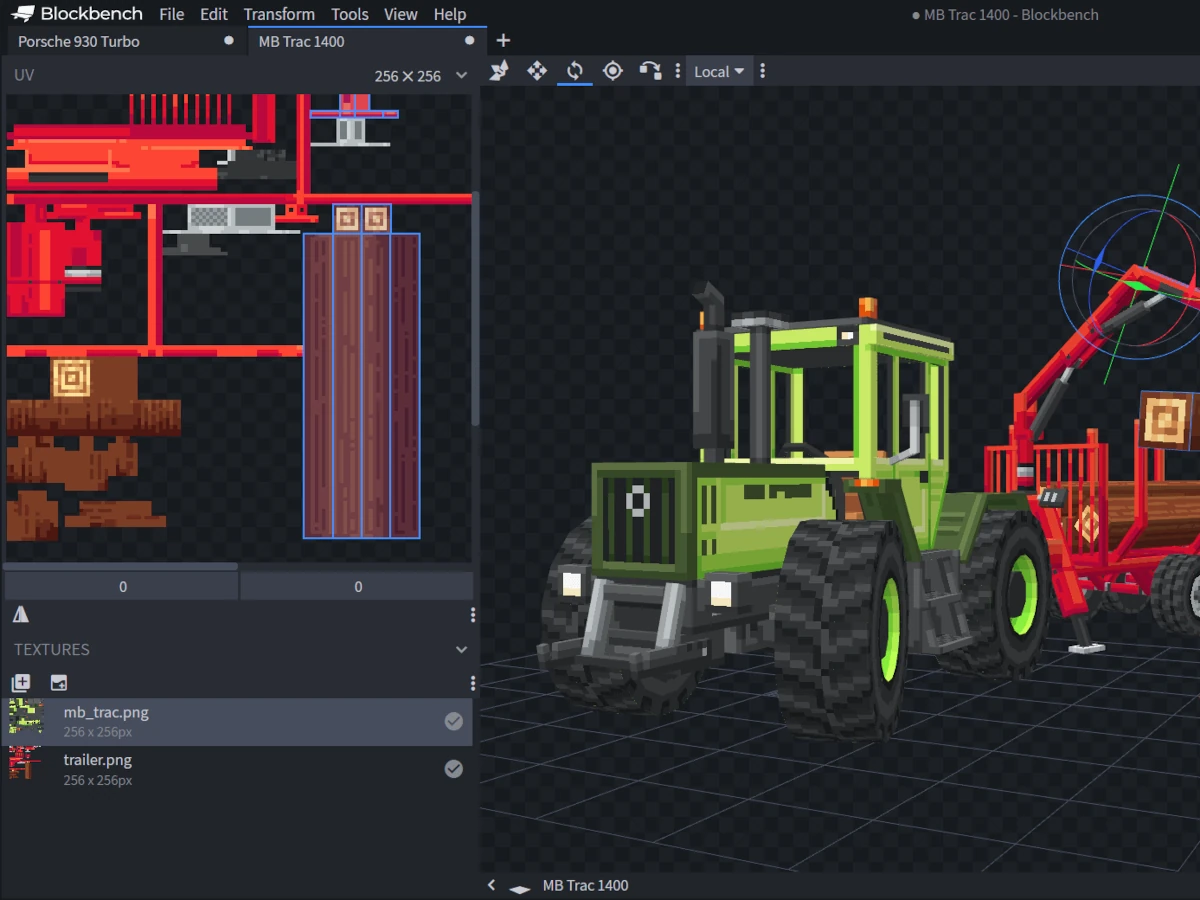 Blockbench File Edit Transform Tools View Help
● MB Trac 1400 - Blockbench
Porsche 930 Turbo
MB Trac 1400
UV
256 × 256
Local
0
0
TEXTURES
mb_trac.png
256 x 256px
trailer.png
256 x 256px
MB Trac 1400